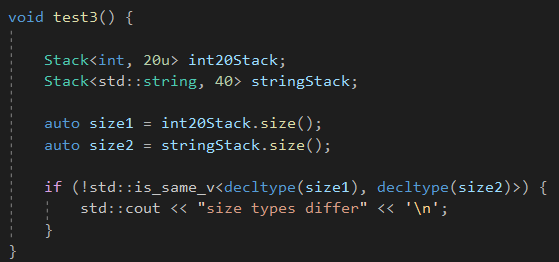 void test3() {
Stack<int, 20u> int20Stack;
Stack<std::string, 40> stringStack;
auto size1 = int20Stack.size();
auto size2 = stringStack.size();
if (!std::is_same_v<decltype(size1), decltype(size2)>) {
std::cout << "size types differ" << '\n';
}
}